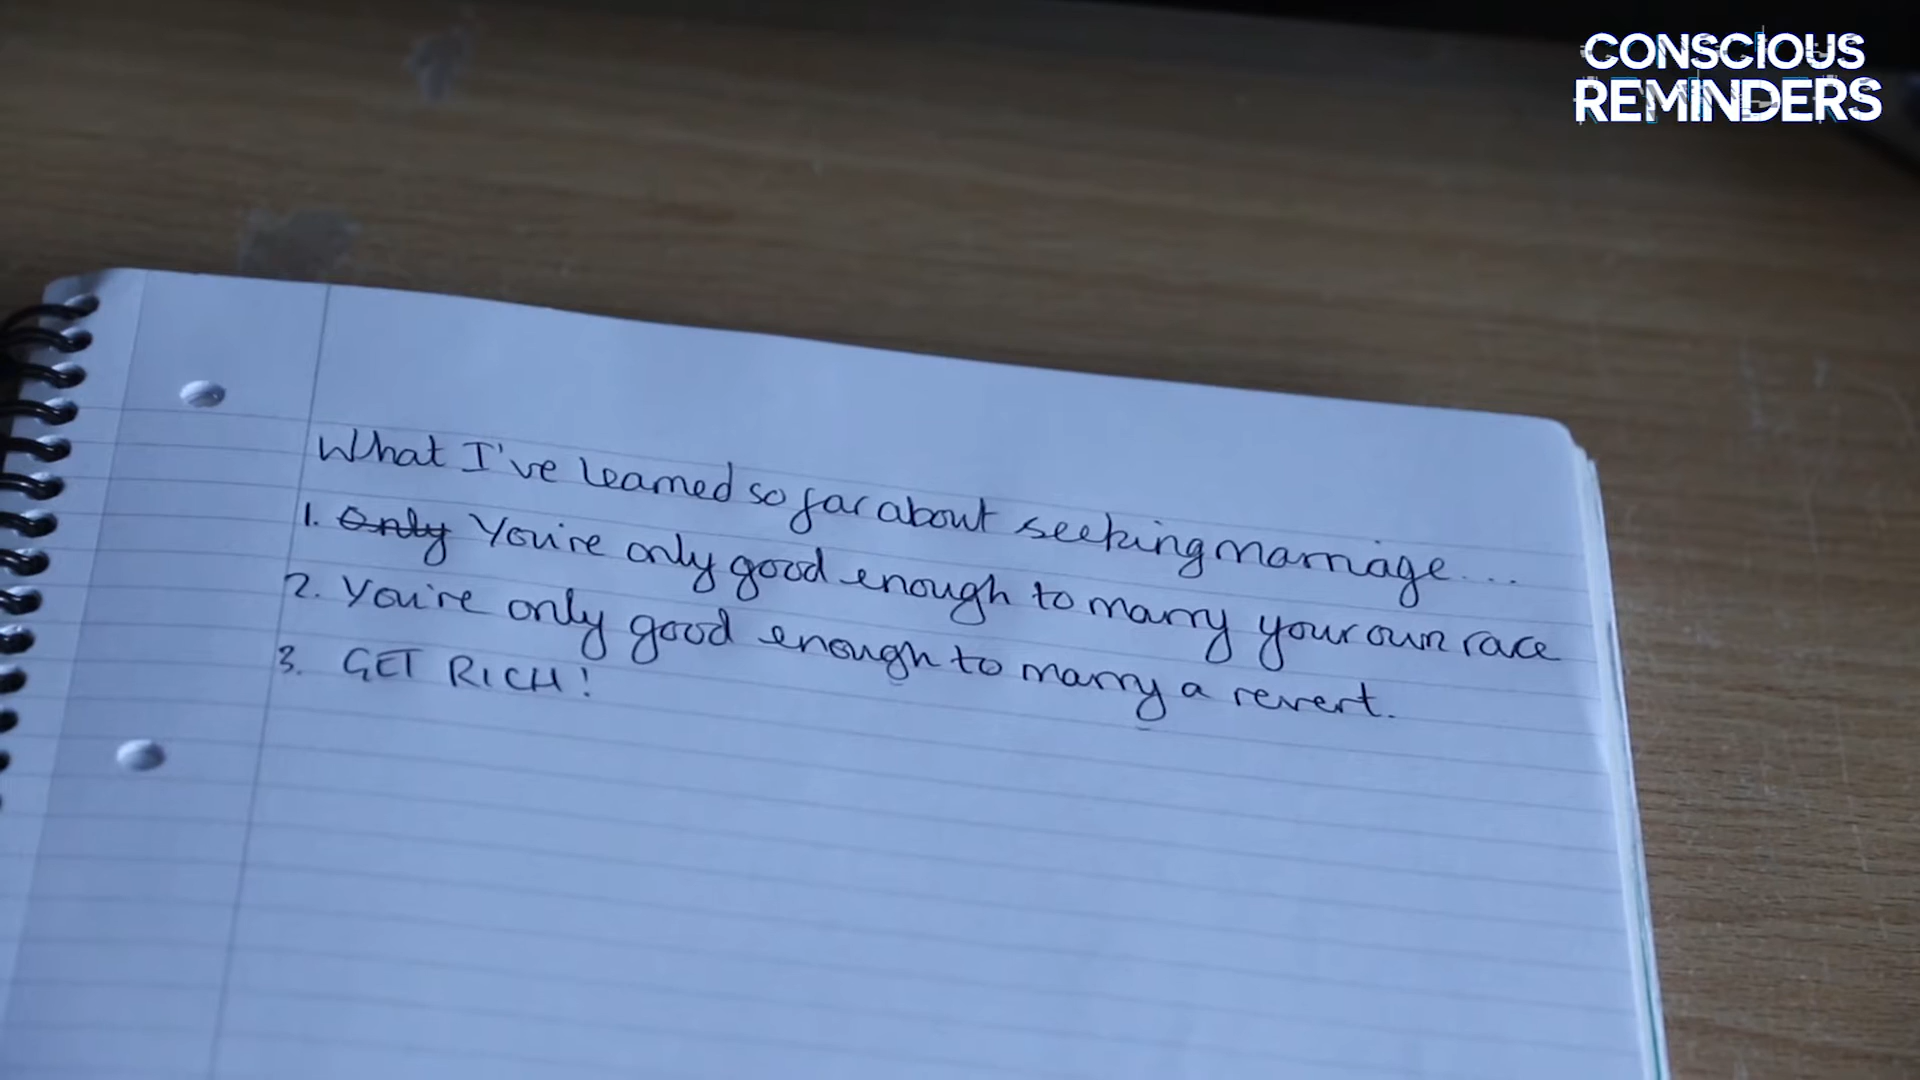 CONSCIOUS
REMINDERS
What I've learned so far about seeking marriage...
1. Only You're only good enough to marry your own race
2. You're only good enough to marry a revert.
3. GET RICH!